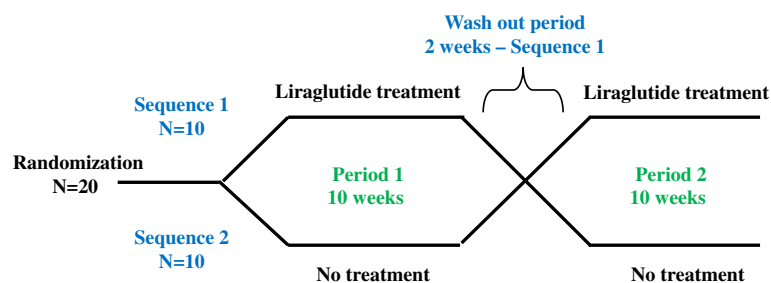 Wash out period
2 weeks – Sequence 1
Sequence 1
N=10
Liraglutide treatment
Liraglutide treatment
Randomization
N=20
Period 1
10 weeks
Period 2
10 weeks
Sequence 2
N=10
No treatment
No treatment